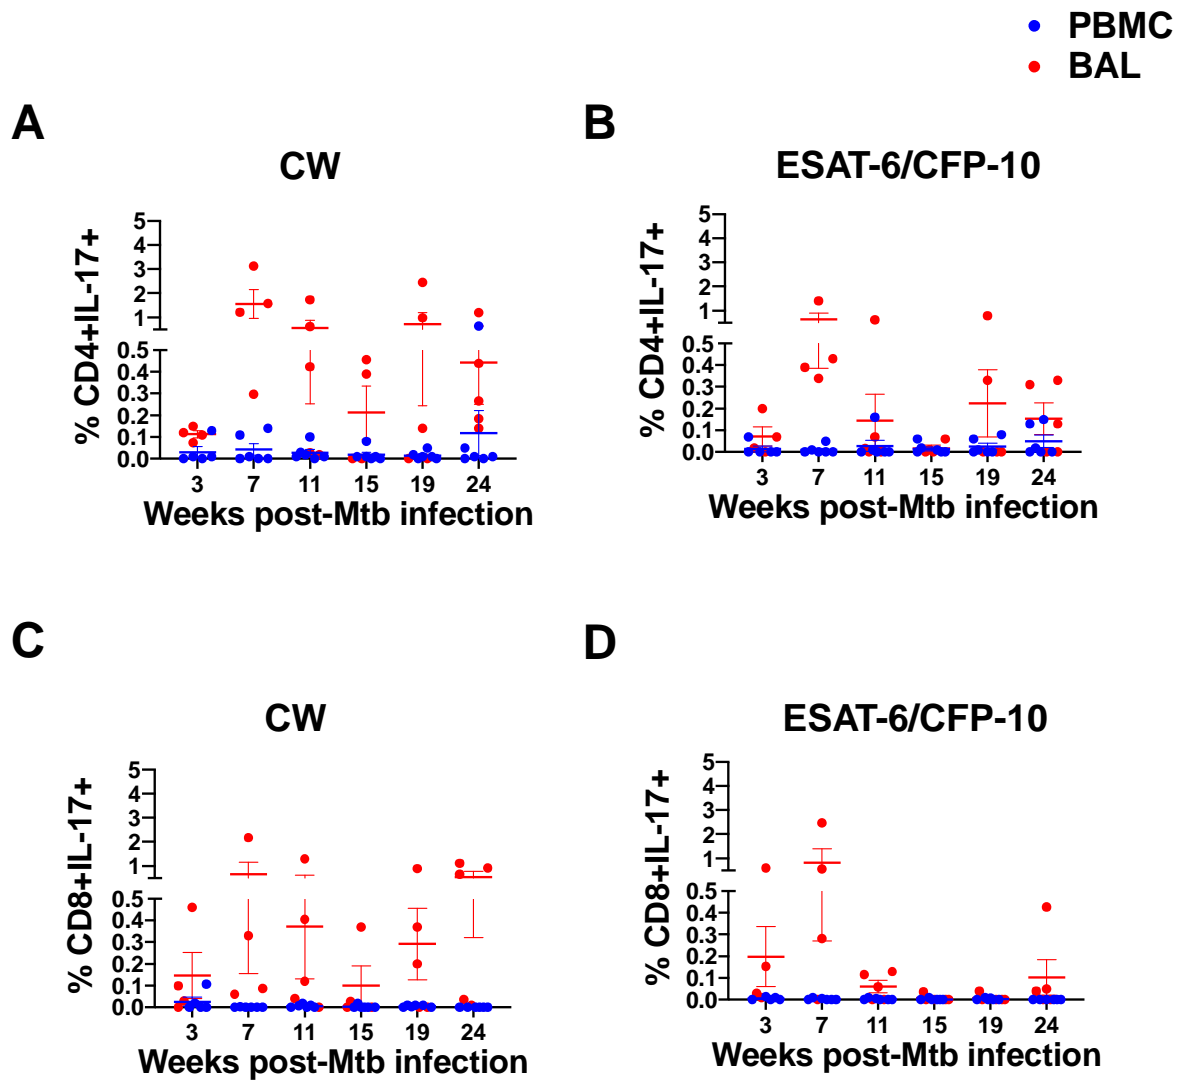 PBMC
BAL
A
B
CW
ESAT-6/CFP-10
% CD4+IL-17+
5
4
3
2
1
0.5
0.4
0.3
0.2
0.1
0.0
3 7 11 15 19 24
Weeks post-Mtb infection
% CD4+IL-17+
5
4
3
2
1
0.5
0.4
0.3
0.2
0.1
0.0
3 7 11 15 19 24
Weeks post-Mtb infection
C
D
CW
ESAT-6/CFP-10
% CD8+IL-17+
5
4
3
2
1
0.5
0.4
0.3
0.2
0.1
0.0
3 7 11 15 19 24
Weeks post-Mtb infection
% CD8+IL-17+
5
4
3
2
1
0.5
0.4
0.3
0.2
0.1
0.0
3 7 11 15 19 24
Weeks post-Mtb infection